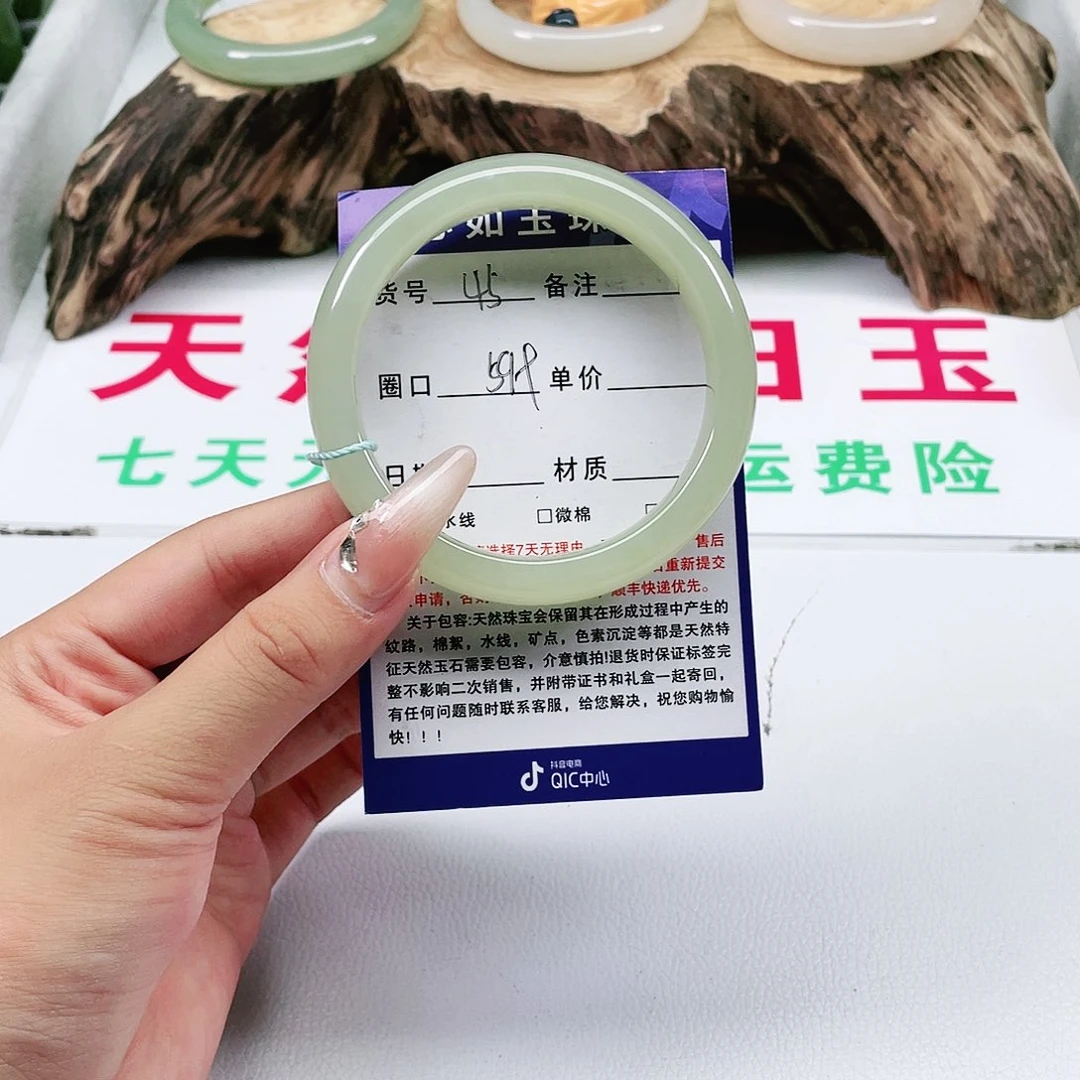 如玉珠
货号 45 备注
天 白玉
圈口 598 单价
七天 运费险
材质
水线 □微棉 □
选择7天无理由 售后
重新提交
申请， 顺丰快递优先。
关于包容:天然珠宝会保留其在形成过程中产生的
紋路，棉絮，水线，矿点，色素沉淀等都是天然特
征天然玉石需要包容，介意慎拍!退货时保证标签完
整不影响二次销售，并附带证书和礼盒一起寄回，
有任何问题随时联系客服，给您解决，祝您购物愉
快!！！
抖音电商
QIC中心